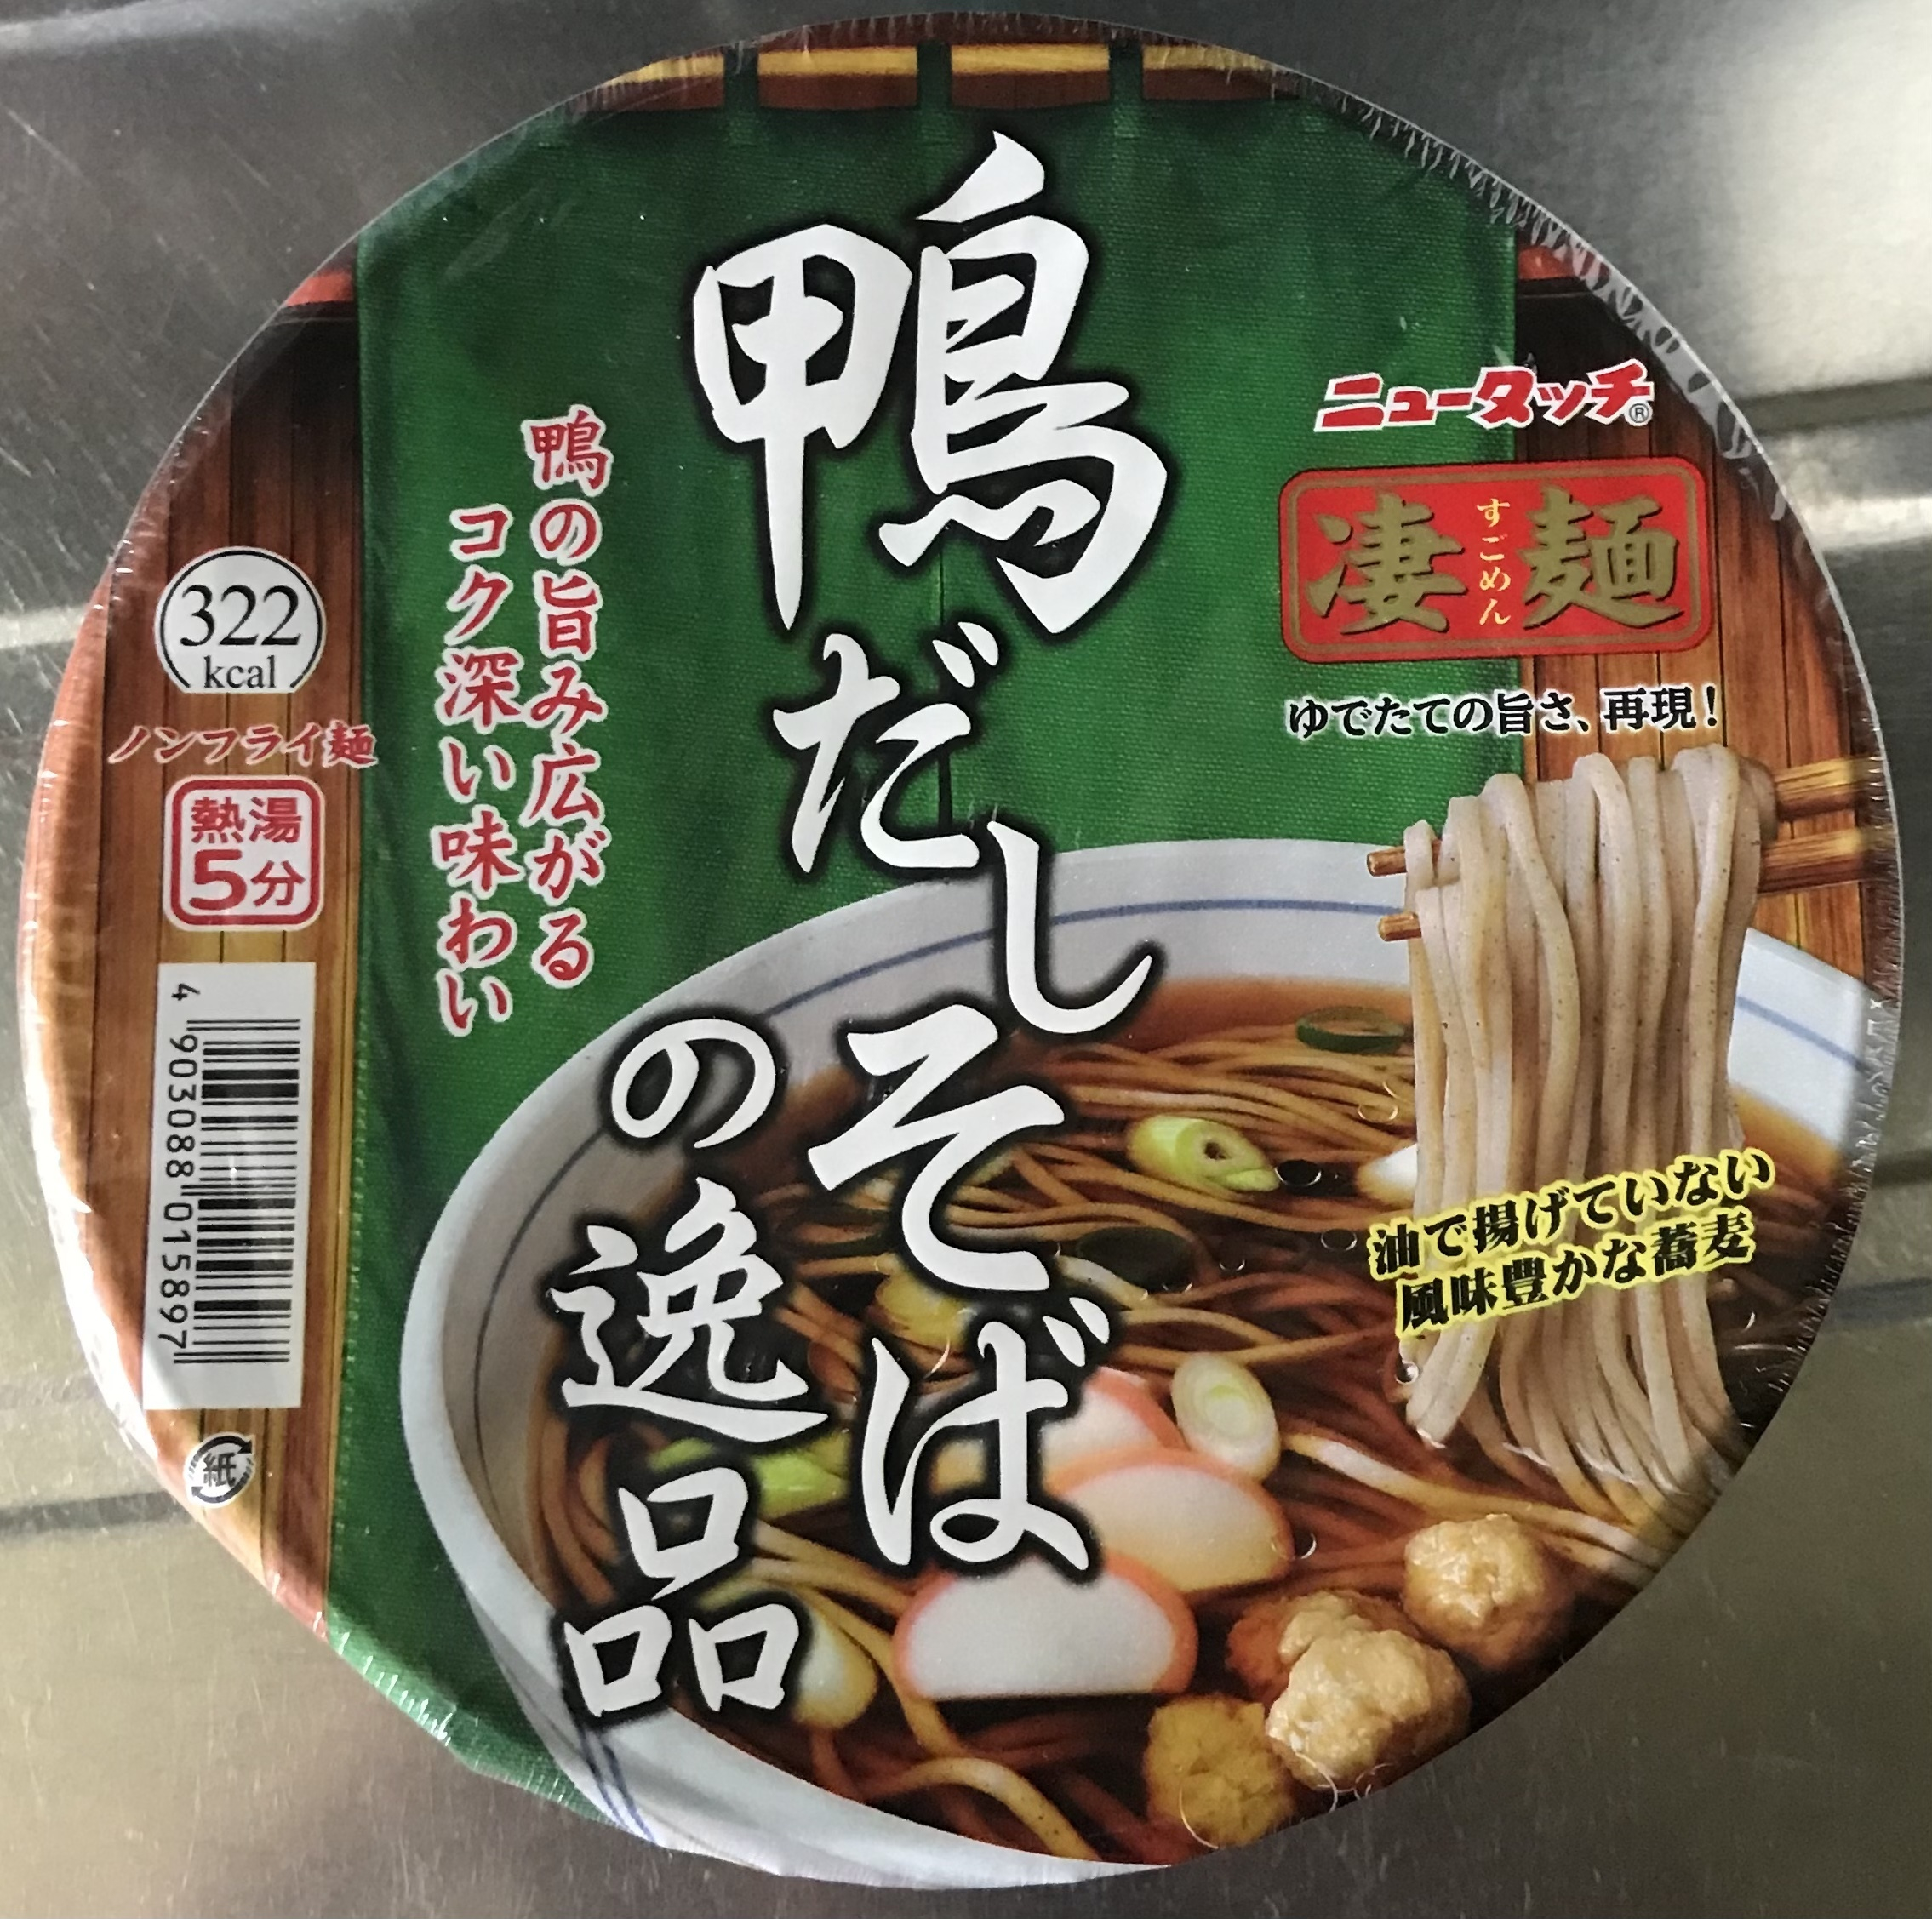 鴨だしそば
の逸品
鴨の旨み広がる
コク深い味わい
ニュータッチ®
凄麺
すごめん
ゆでたての旨さ、再現!
油で揚げていない
風味豊かな蕎麦
322
kcal
ノンフライ麺
熱湯
5分
4 903088 015897
紙